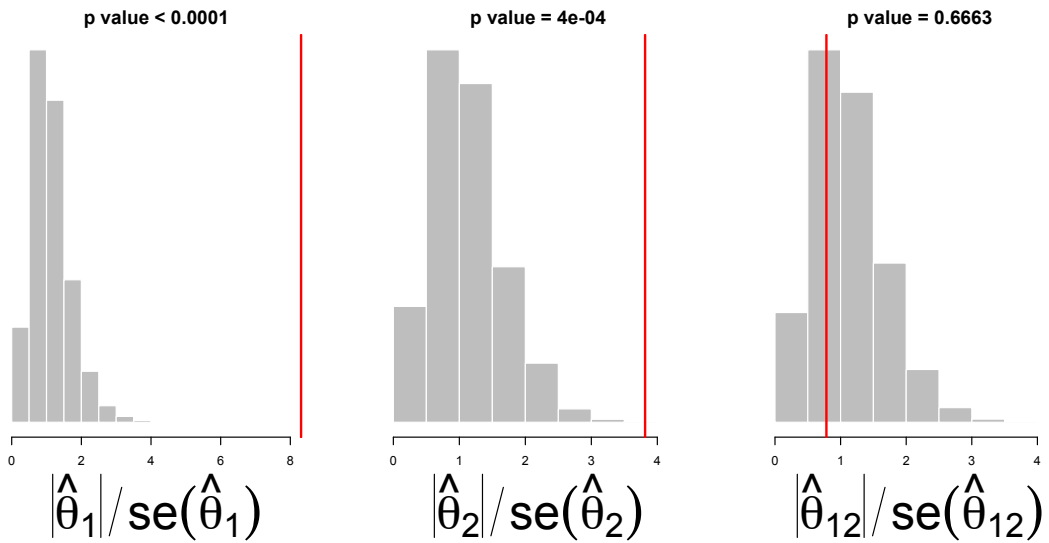 p value < 0.0001
0 2 4 6 8
|θ̂₁|/se(θ̂₁)
p value = 4e-04
0 1 2 3 4
|θ̂₂|/se(θ̂₂)
p value = 0.6663
0 1 2 3 4
|θ̂₁₂|/se(θ̂₁₂)